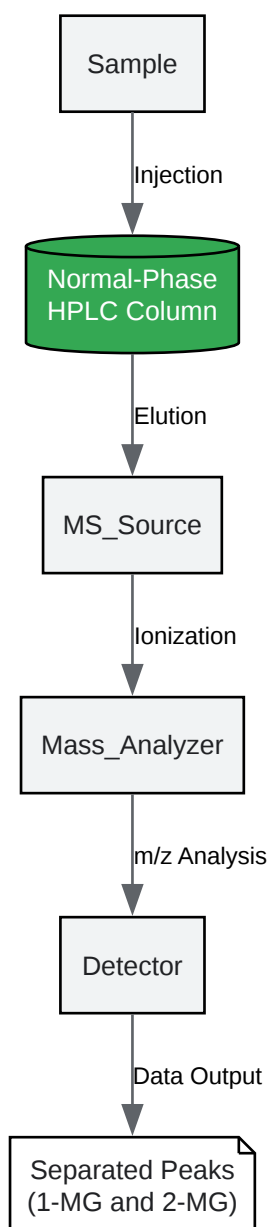 Sample
Injection
Normal-Phase
HPLC Column
Elution
MS_Source
Ionization
Mass_Analyzer
m/z Analysis
Detector
Data Output
Separated Peaks
(1-MG and 2-MG)